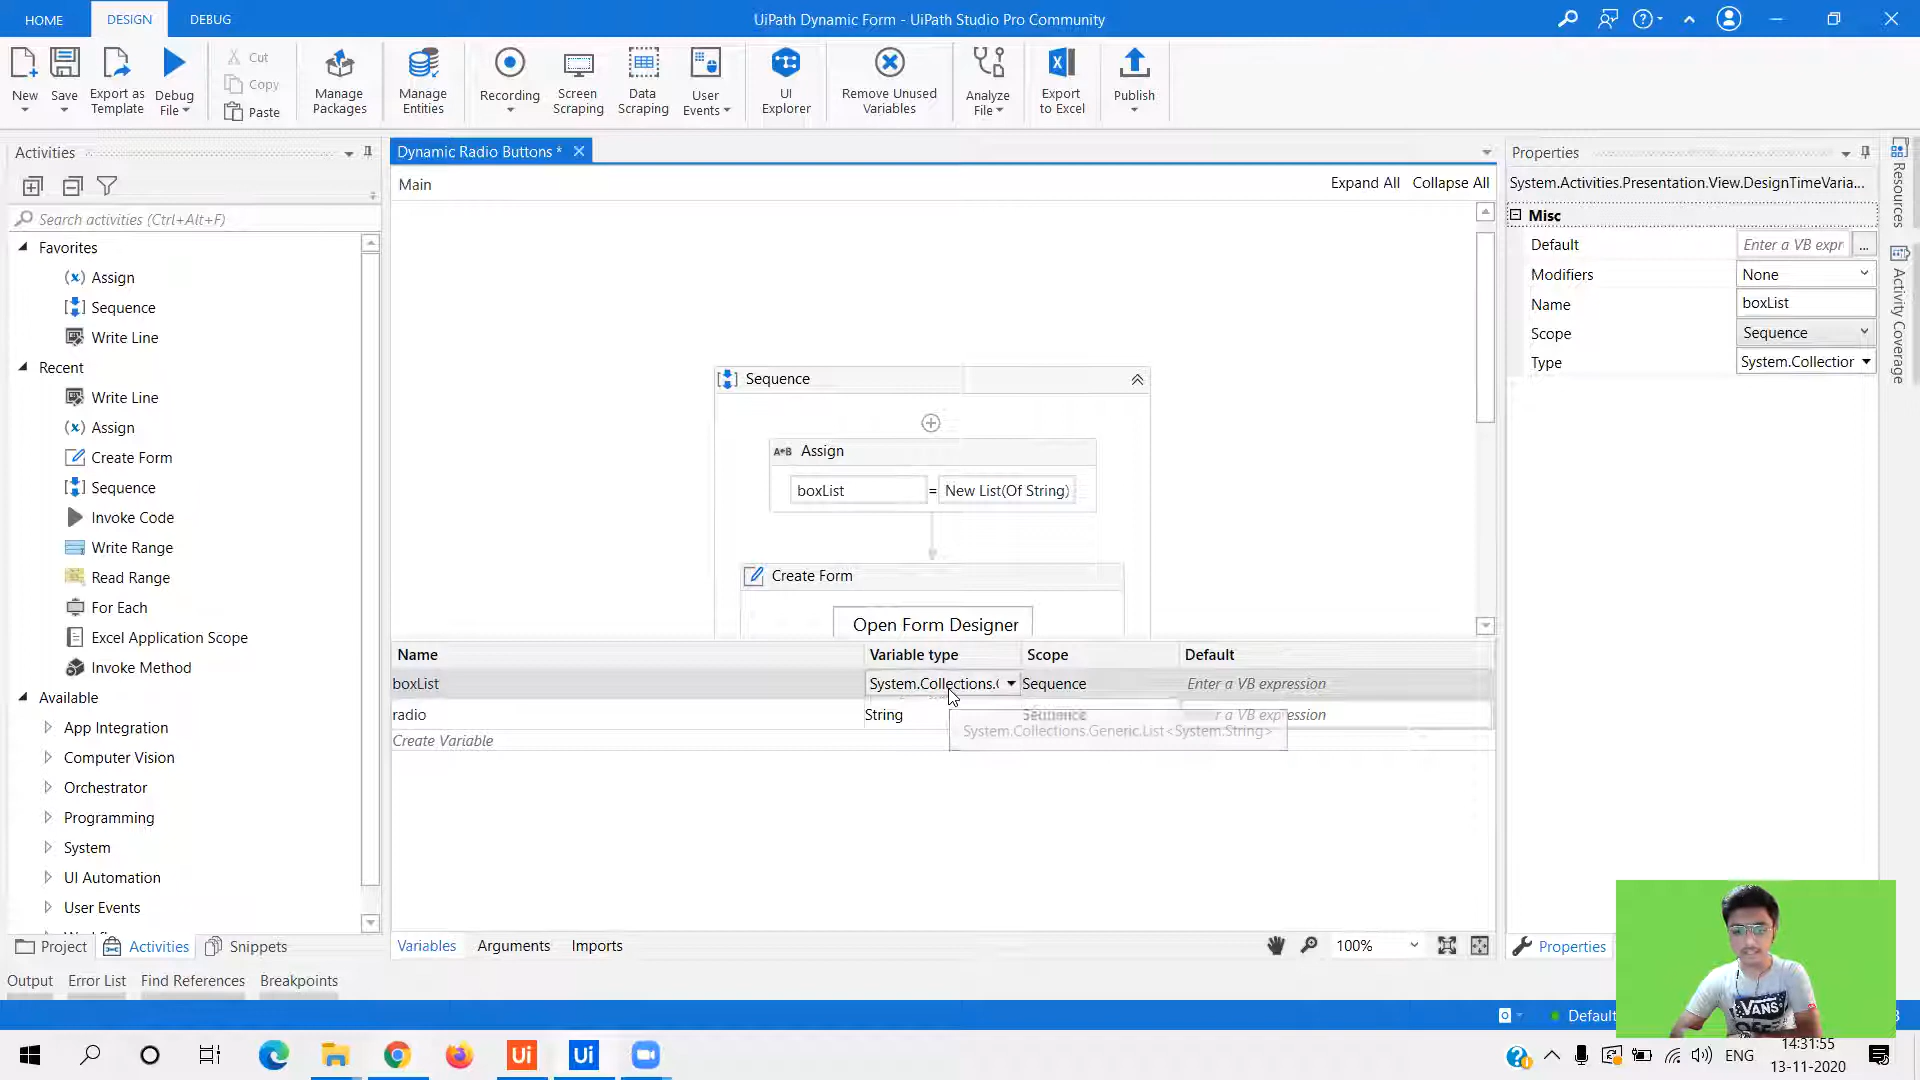 HOME
DESIGN
DEBUG
UiPath Dynamic Form - UiPath Studio Pro Community
New
Save
Export as Template
Debug File
Cut
Copy
Paste
Manage Packages
Manage Entities
Recording
Screen Scraping
Data Scraping
User Events
UI Explorer
Remove Unused Variables
Analyze File
Export to Excel
Publish
Activities
Search activities (Ctrl+Alt+F)
Favorites
Assign
Sequence
Write Line
Recent
Write Line
Assign
Create Form
Sequence
Invoke Code
Write Range
Read Range
For Each
Excel Application Scope
Invoke Method
Available
App Integration
Computer Vision
Orchestrator
Programming
System
UI Automation
User Events
Project
Activities
Snippets
Dynamic Radio Buttons *
Main
Expand All
Collapse All
Sequence
Assign
A*B
boxList
=
New List(Of String)
Create Form
Open Form Designer
Name
Variable type
Scope
Default
boxList
System.Collections.(
Sequence
Enter a VB expression
radio
String
Sequence
r a VB expression
System.Collections.Generic.List<System.String>
Create Variable
Variables
Arguments
Imports
100%
Properties
System.Activities.Presentation.View.DesignTimeVaria...
Misc
Default
Enter a VB expr
...
Modifiers
None
Name
boxList
Scope
Sequence
Type
System.Collection
Properties
Resources
Activity Coverage
Output
Error List
Find References
Breakpoints
Default
3
VANS
Ui
Ui
ENG
14:31:55
13-11-2020